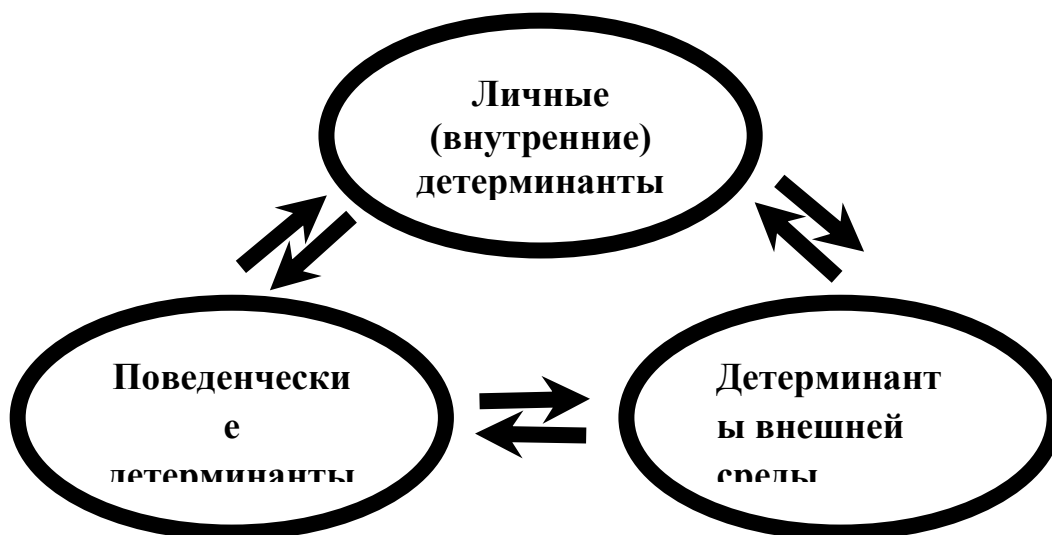 Личные
(внутренние)
детерминанты
Поведенчески
е
детерминанты
Детерминант
ы внешней
среды